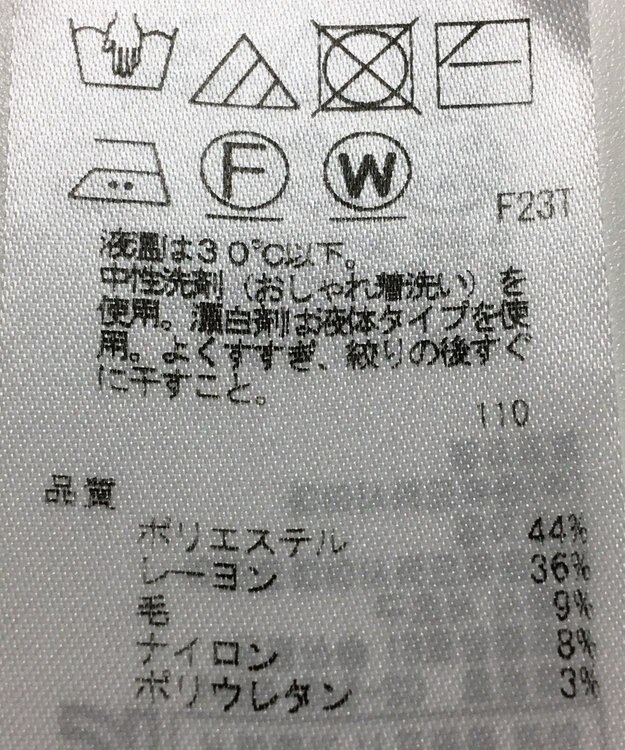 F
W
F23T
液温は30℃以下。
中性洗剤(おしゃれ着洗い)を
使用。漂白剤は液体タイプを使
用。よくすすぎ、絞りの後すぐ
に干すこと。
110
品質
ポリエステル 44%
レーヨン 36%
毛 9%
ナイロン 8%
ポリウレタン 3%